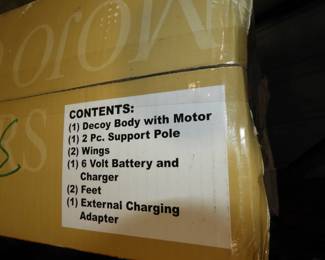 MOJO
CONTENTS:
(1) Decoy Body with Motor
(1) 2 Pc. Support Pole
(2) Wings
(1) 6 Volt Battery and
Charger
(2) Feet
(1) External Charging
Adapter